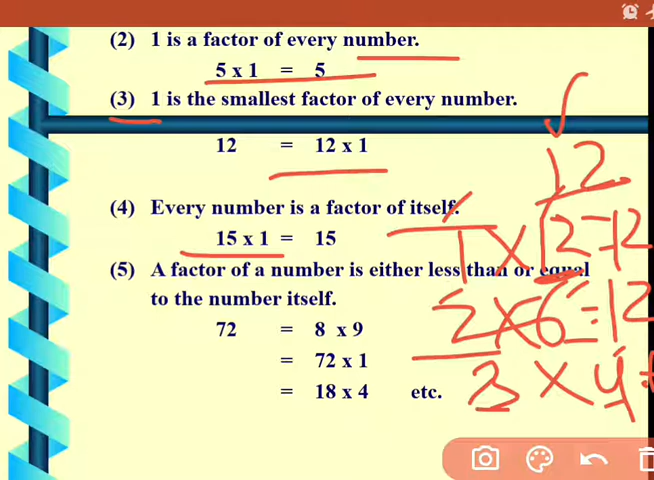 (2) 1 is a factor of every number.
5 x 1 = 5
(3) 1 is the smallest factor of every number.
12 = 12 x 1
12
(4) Every number is a factor of itself.
15 x 1 = 15
1 x 12 = 12
(5) A factor of a number is either less than or equal
to the number itself.
2 x 6 = 12
72 = 8 x 9
= 72 x 1
3 x 4 =
= 18 x 4 etc.